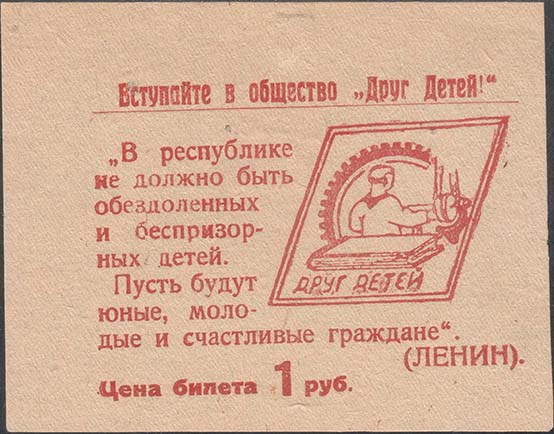 Вступайте в общество „Друг Детей!“
„В республике
не должно быть
обездоленных
и беспризор-
ных детей.
Пусть будут
юные, моло-
дые и счастливые граждане“.
(ЛЕНИН).
ДРУГ ДЕТЕЙ
Цена билета 1 руб.